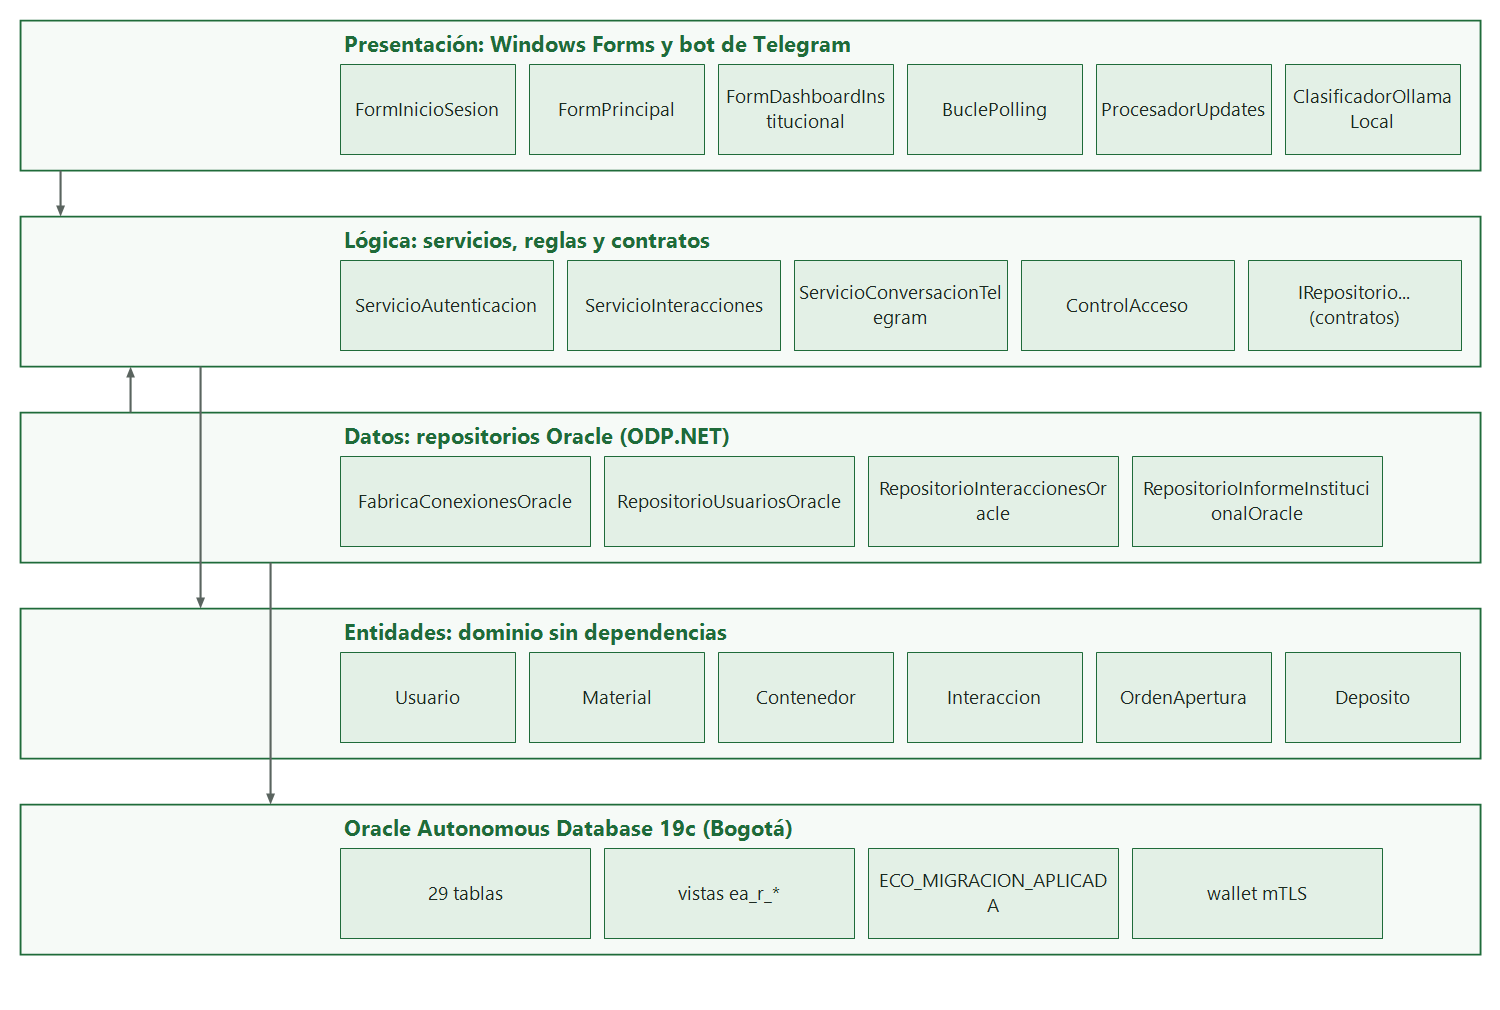 Presentación: Windows Forms y bot de Telegram
FormInicioSesion
FormPrincipal
FormDashboardIns
titucional
BuclePolling
ProcesadorUpdates
ClasificadorOllama
Local
Lógica: servicios, reglas y contratos
ServicioAutenticacion
ServicioInteracciones
ServicioConversacionTel
egram
ControlAcceso
IRepositorio...
(contratos)
Datos: repositorios Oracle (ODP.NET)
FabricaConexionesOracle
RepositorioUsuariosOracle
RepositorioInteraccionesOr
acle
RepositorioInformeInstituci
onalOracle
Entidades: dominio sin dependencias
Usuario
Material
Contenedor
Interaccion
OrdenApertura
Deposito
Oracle Autonomous Database 19c (Bogotá)
29 tablas
vistas ea_r_*
ECO_MIGRACION_APLICAD
A
wallet mTLS